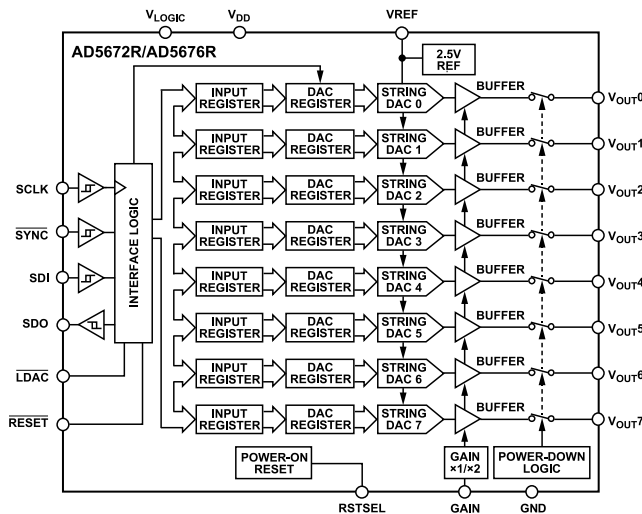 VLOGIC
VDD
VREF
AD5672R/AD5676R
2.5V
REF
INPUT
REGISTER
DAC
REGISTER
STRING
DAC 0
BUFFER
VOUT0
INPUT
REGISTER
DAC
REGISTER
STRING
DAC 1
BUFFER
VOUT1
INPUT
REGISTER
DAC
REGISTER
STRING
DAC 2
BUFFER
VOUT2
INPUT
REGISTER
DAC
REGISTER
STRING
DAC 3
BUFFER
VOUT3
INPUT
REGISTER
DAC
REGISTER
STRING
DAC 4
BUFFER
VOUT4
INPUT
REGISTER
DAC
REGISTER
STRING
DAC 5
BUFFER
VOUT5
INPUT
REGISTER
DAC
REGISTER
STRING
DAC 6
BUFFER
VOUT6
INPUT
REGISTER
DAC
REGISTER
STRING
DAC 7
BUFFER
VOUT7
SCLK
SYNC
SDI
SDO
LDAC
RESET
INTERFACE LOGIC
POWER-ON
RESET
GAIN
×1/×2
POWER-DOWN
LOGIC
RSTSEL
GAIN
GND